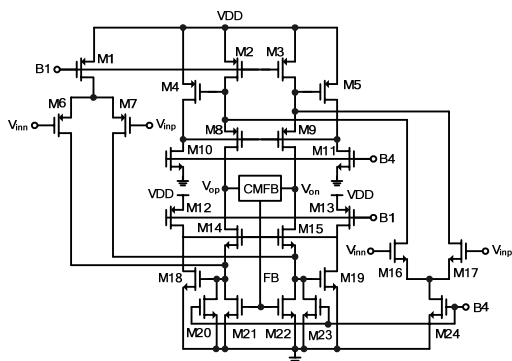 VDD
M1
M2
M3
B1
M4
M5
M6
M7
Vinn
Vinp
M8
M9
M10
M11
B4
VDD
Vop
CMFB
Von
VDD
M12
M13
B1
M14
M15
Vinn
M16
M17
Vinp
M18
FB
M19
M20
M21
M22
M23
M24
B4